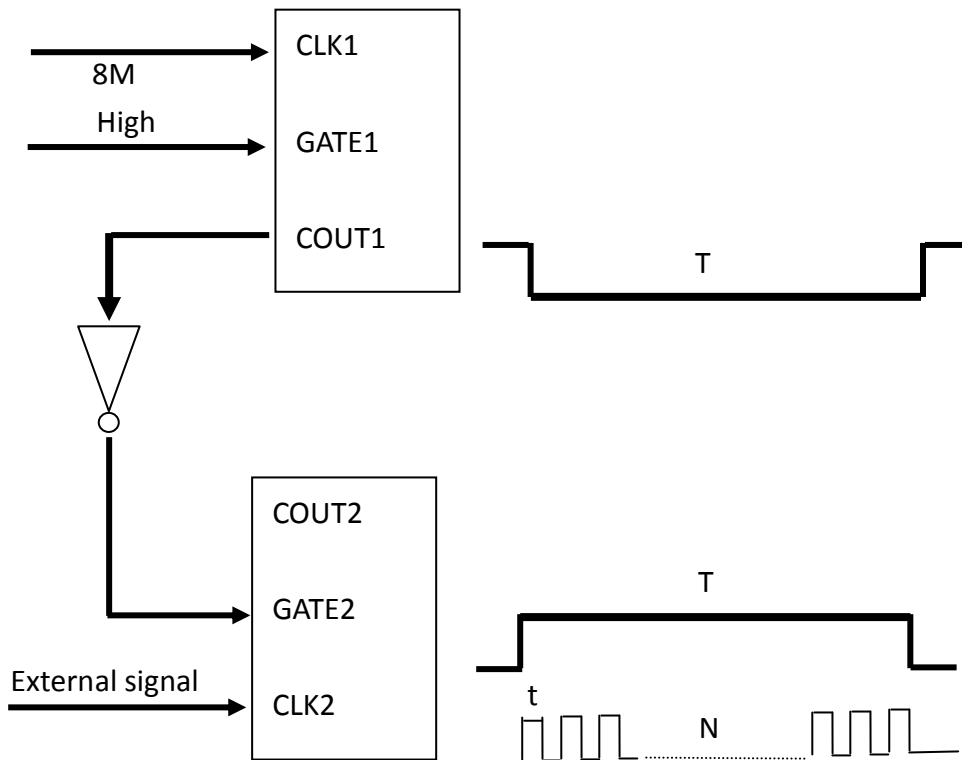 CLK1
8M
High
GATE1
COUT1
T
COUT2
T
GATE2
External signal
CLK2
t
N